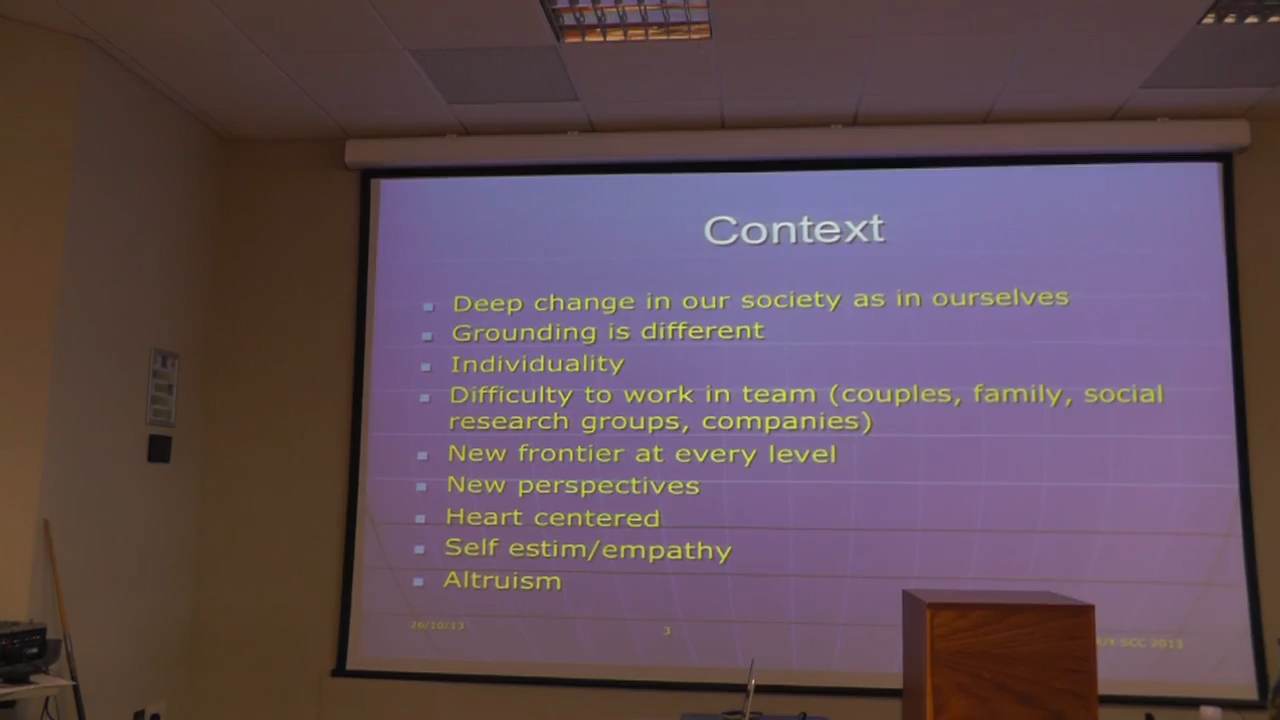 Context
Deep change in our society as in ourselves
Grounding is different
Individuality
Difficulty to work in team (couples, family, social
research groups, companies)
New frontier at every level
New perspectives
Heart centered
Self estim/empathy
Altruism
26/10/13
3
SCC 2013